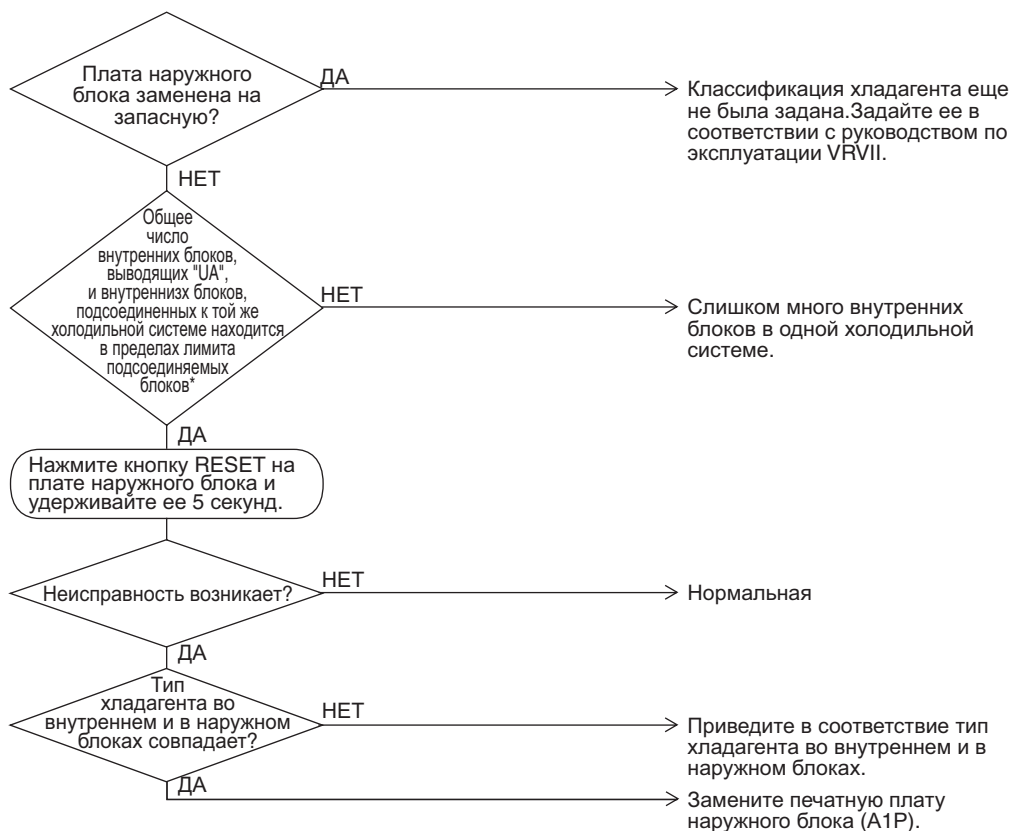 Плата наружного
блока заменена на
запасную?
ДА
Классификация хладагента еще
не была задана.Задайте ее в
соответствии с руководством по
эксплуатации VRVII.
НЕТ
Общее
число
внутренних блоков,
выводящих "UA",
и внутреннизх блоков,
подсоединенных к той же
холодильной системе находится
в пределах лимита
подсоединяемых
блоков*
НЕТ
Слишком много внутренних
блоков в одной холодильной
системе.
ДА
Нажмите кнопку RESET на
плате наружного блока и
удерживайте ее 5 секунд.
Неисправность возникает?
НЕТ
Нормальная
ДА
Тип
хладагента во
внутреннем и в наружном
блоках совпадает?
НЕТ
Приведите в соответствие тип
хладагента во внутреннем и в
наружном блоках.
ДА
Замените печатную плату
наружного блока (A1P).